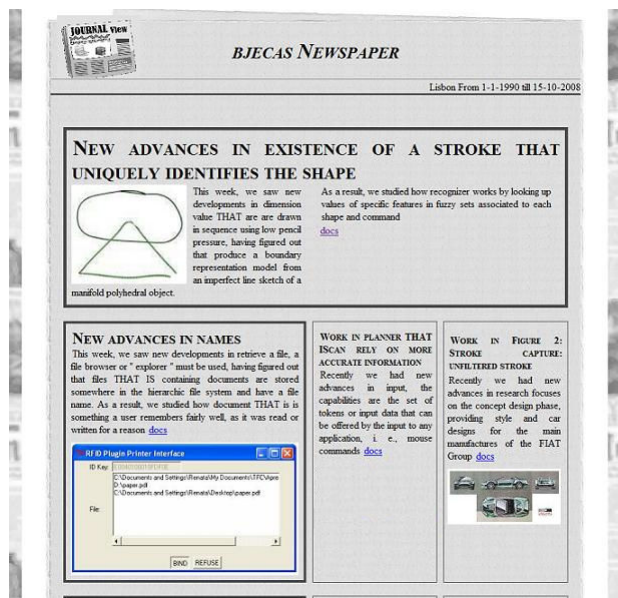 JOURNAL View
BJECAS NEWSPAPER
Lisbon From 1-1-1990 till 15-10-2008
NEW ADVANCES IN EXISTENCE OF A STROKE THAT
UNIQUELY IDENTIFIES THE SHAPE
This week, we saw new
developments in dimension
value THAT are are drawn
in sequence using low pencil
pressure, having figured out
that produce a boundary
representation model from
an imperfect line sketch of a
manifold polyhedral object.
As a result, we studied how recognizer works by looking up
values of specific features in fuzzy sets associated to each
shape and command
docs
NEW ADVANCES IN NAMES
This week, we saw new developments in retrieve a file, a
file browser or " explorer " must be used, having figured out
that files THAT IS containing documents are stored
somewhere in the hierarchic file system and have a file
name. As a result, we studied how document THAT is is
something a user remembers fairly well, as it was read or
written for a reason docs
RFID Plugin Printer Interface
ID Key:
C:\Documents and Settings\Renata\My Documents\TFC\Apre
D:\paper.pdf
C:\Documents and Settings\Renata\Desktop\paper.pdf
File:
BIND REFUSE
WORK IN PLANNER THAT
ISCAN RELY ON MORE
ACCURATE INFORMATION
Recently we had new
advances in input, the
capabilities are the set of
tokens or input data that can
be offered by the input to any
application, i. e., mouse
commands docs
WORK IN FIGURE 2:
STROKE CAPTURE:
UNFILTERED STROKE
Recently we had new
advances in research focuses
on the concept design phase,
providing style and car
designs for the main
manufactures of the FIAT
Group docs